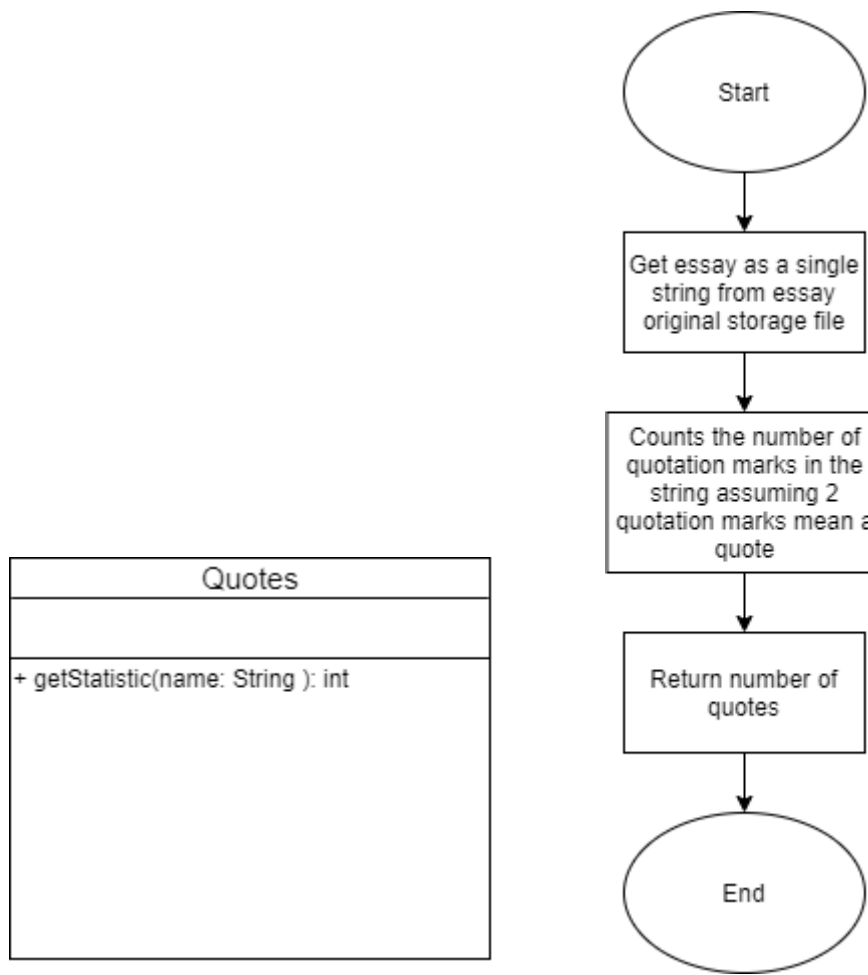 Start
Get essay as a single
string from essay
original storage file
Counts the number of
quotation marks in the
string assuming 2
quotation marks mean a
quote
Quotes
+ getStatistic(name: String ): int
Return number of
quotes
End